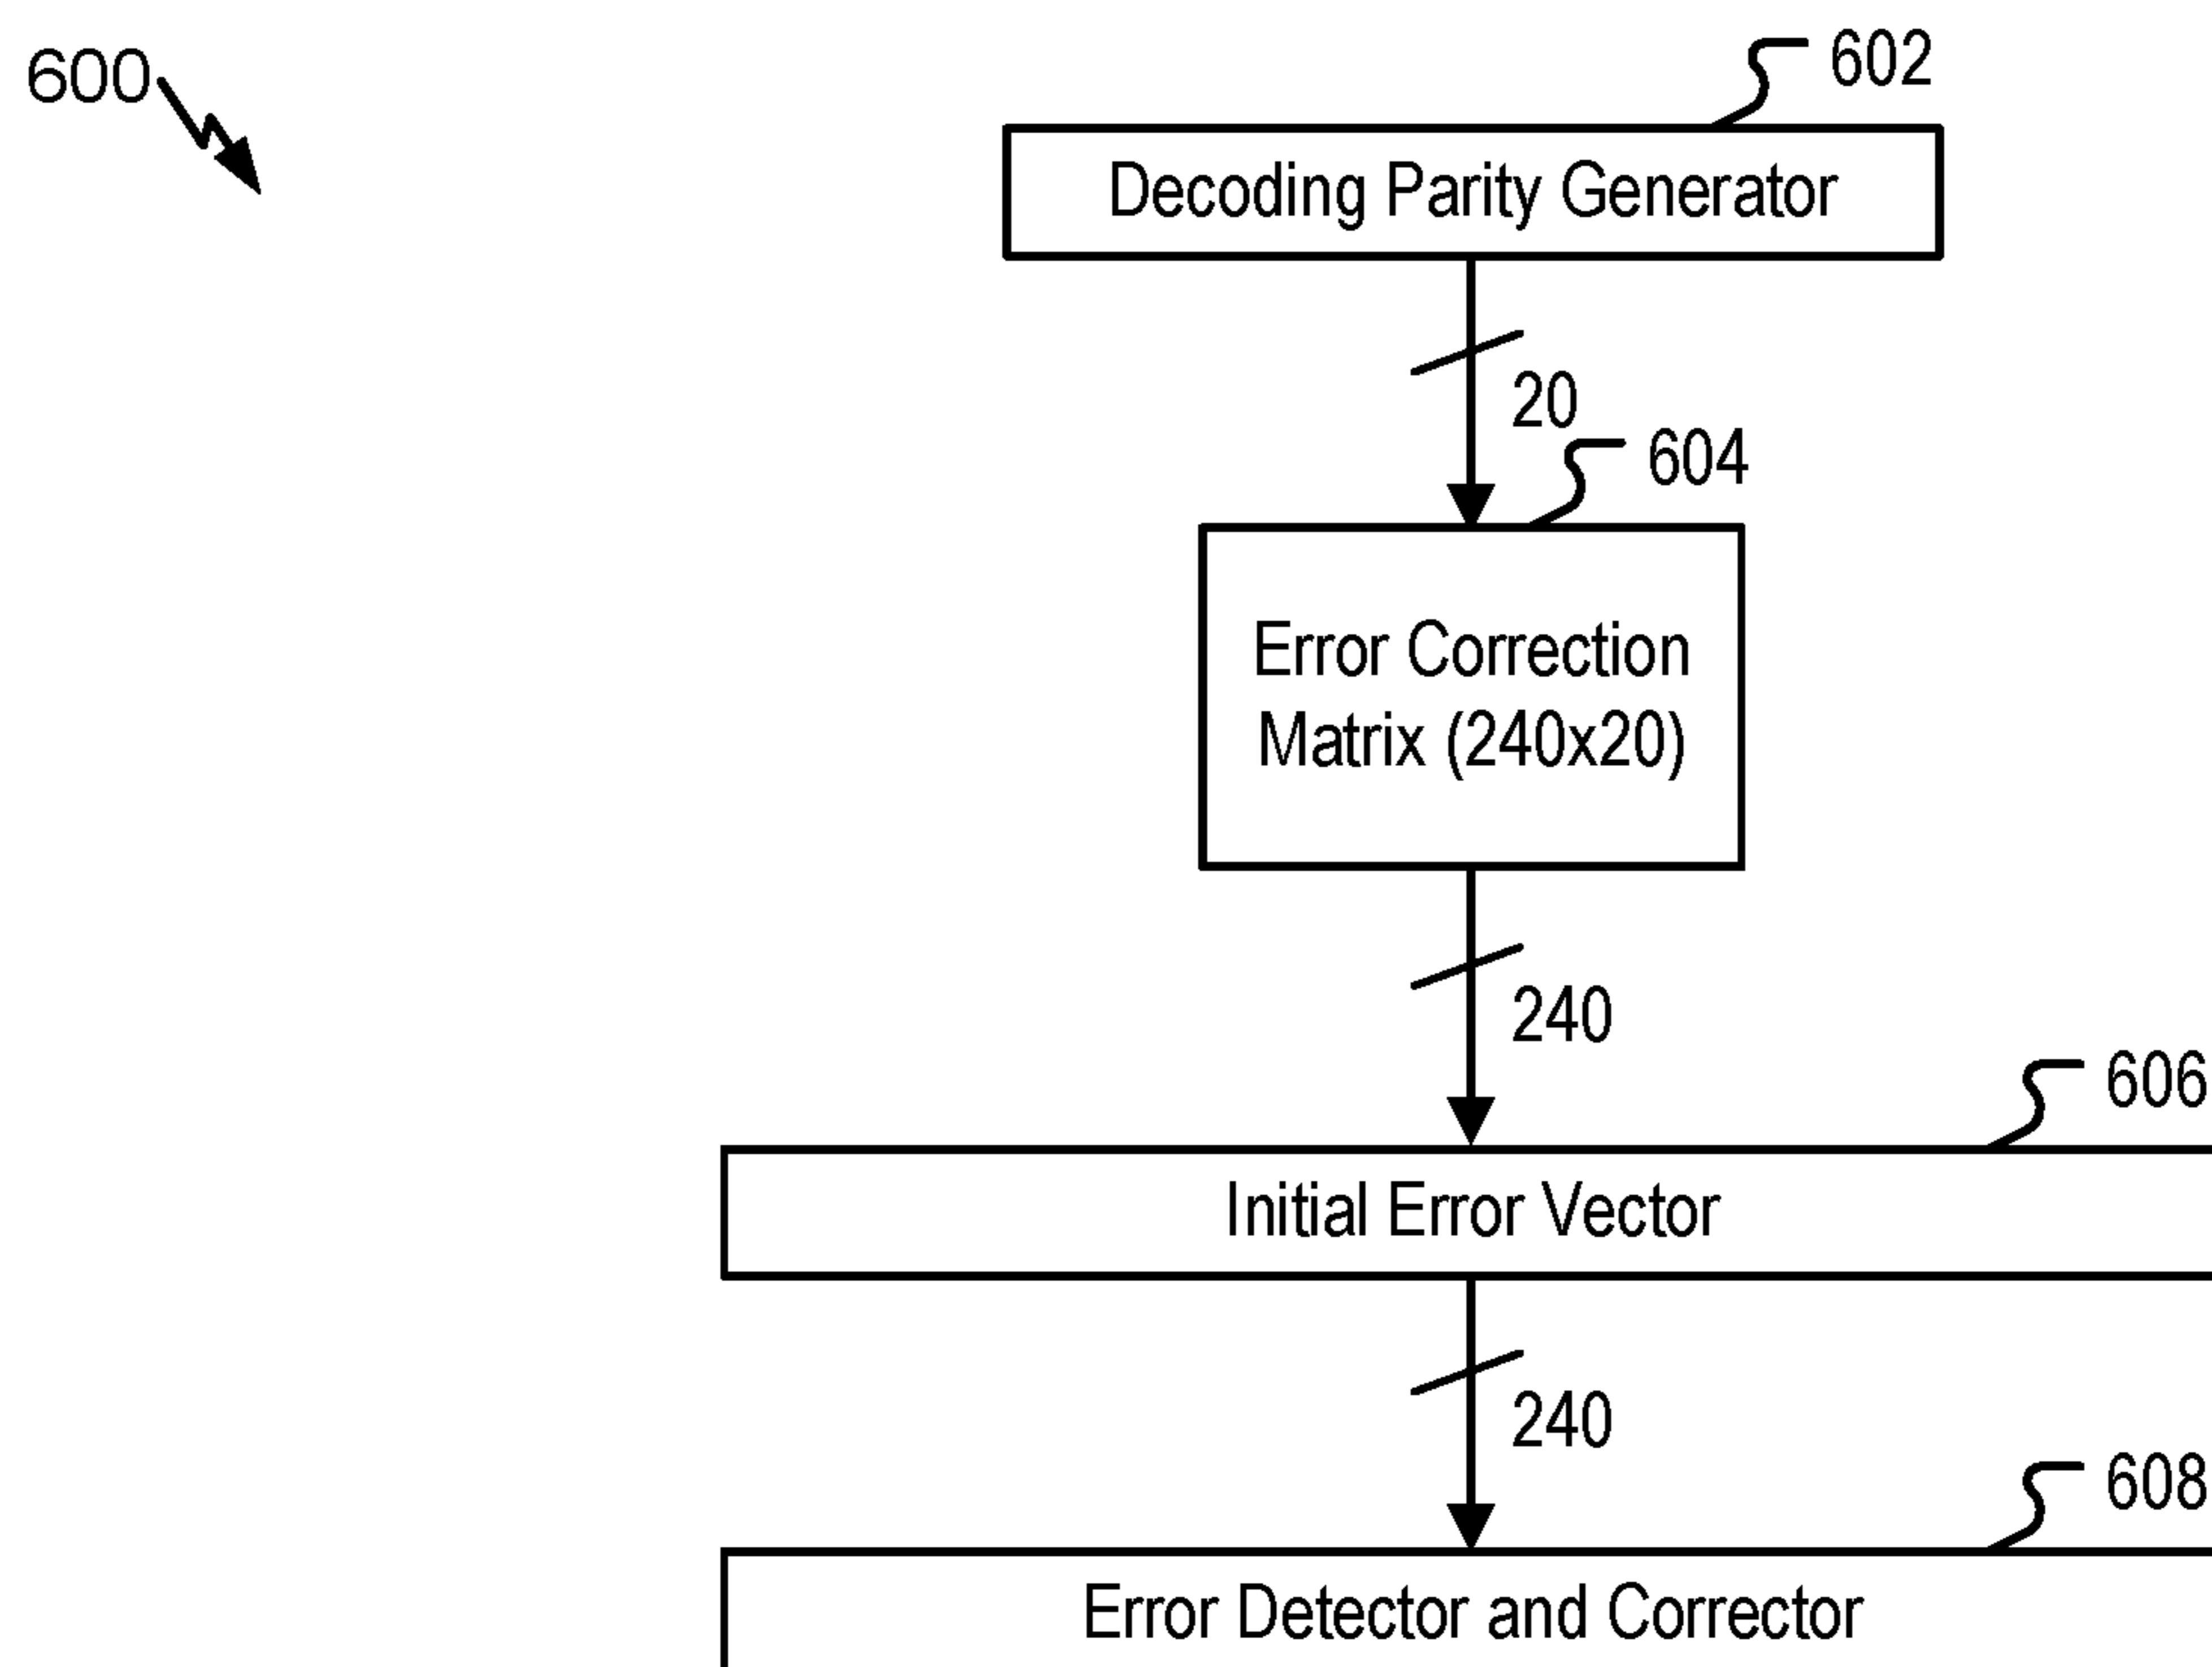 600
602
Decoding Parity Generator
20
604
Error Correction
Matrix (240x20)
240
606
Initial Error Vector
240
608
Error Detector and Corrector